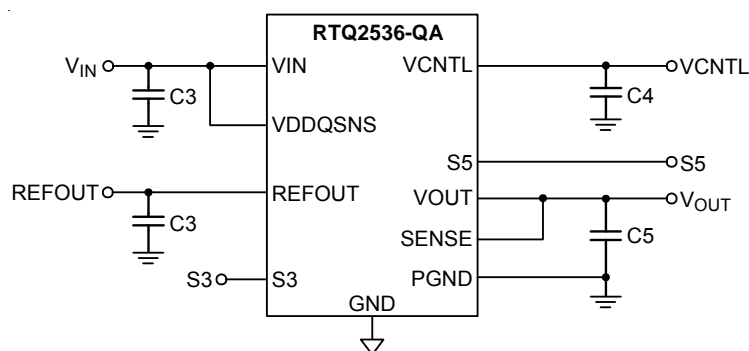 RTQ2536-QA
VIN
VIN
VCNTL
VCNTL
C3
C4
VDDQSNS
S5
S5
REFOUT
REFOUT
VOUT
VOUT
C3
SENSE
C5
S3
S3
PGND
GND